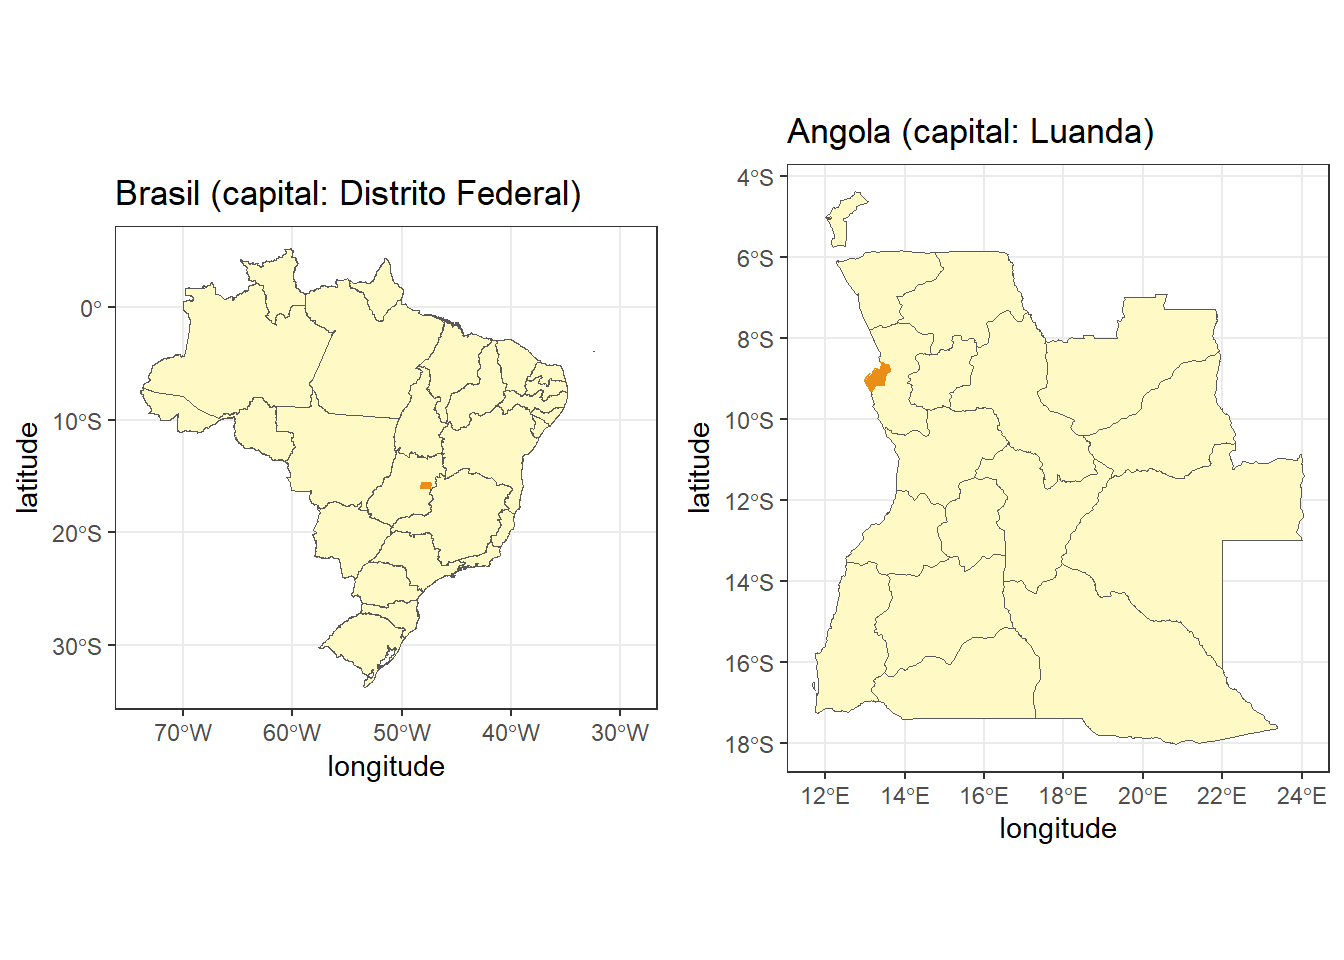 Brasil (capital: Distrito Federal)
0°
10°S
20°S
30°S
latitude
70°W 60°W 50°W 40°W 30°W
longitude
Angola (capital: Luanda)
4°S
6°S
8°S
10°S
12°S
14°S
16°S
18°S
latitude
12°E 14°E 16°E 18°E 20°E 22°E 24°E
longitude